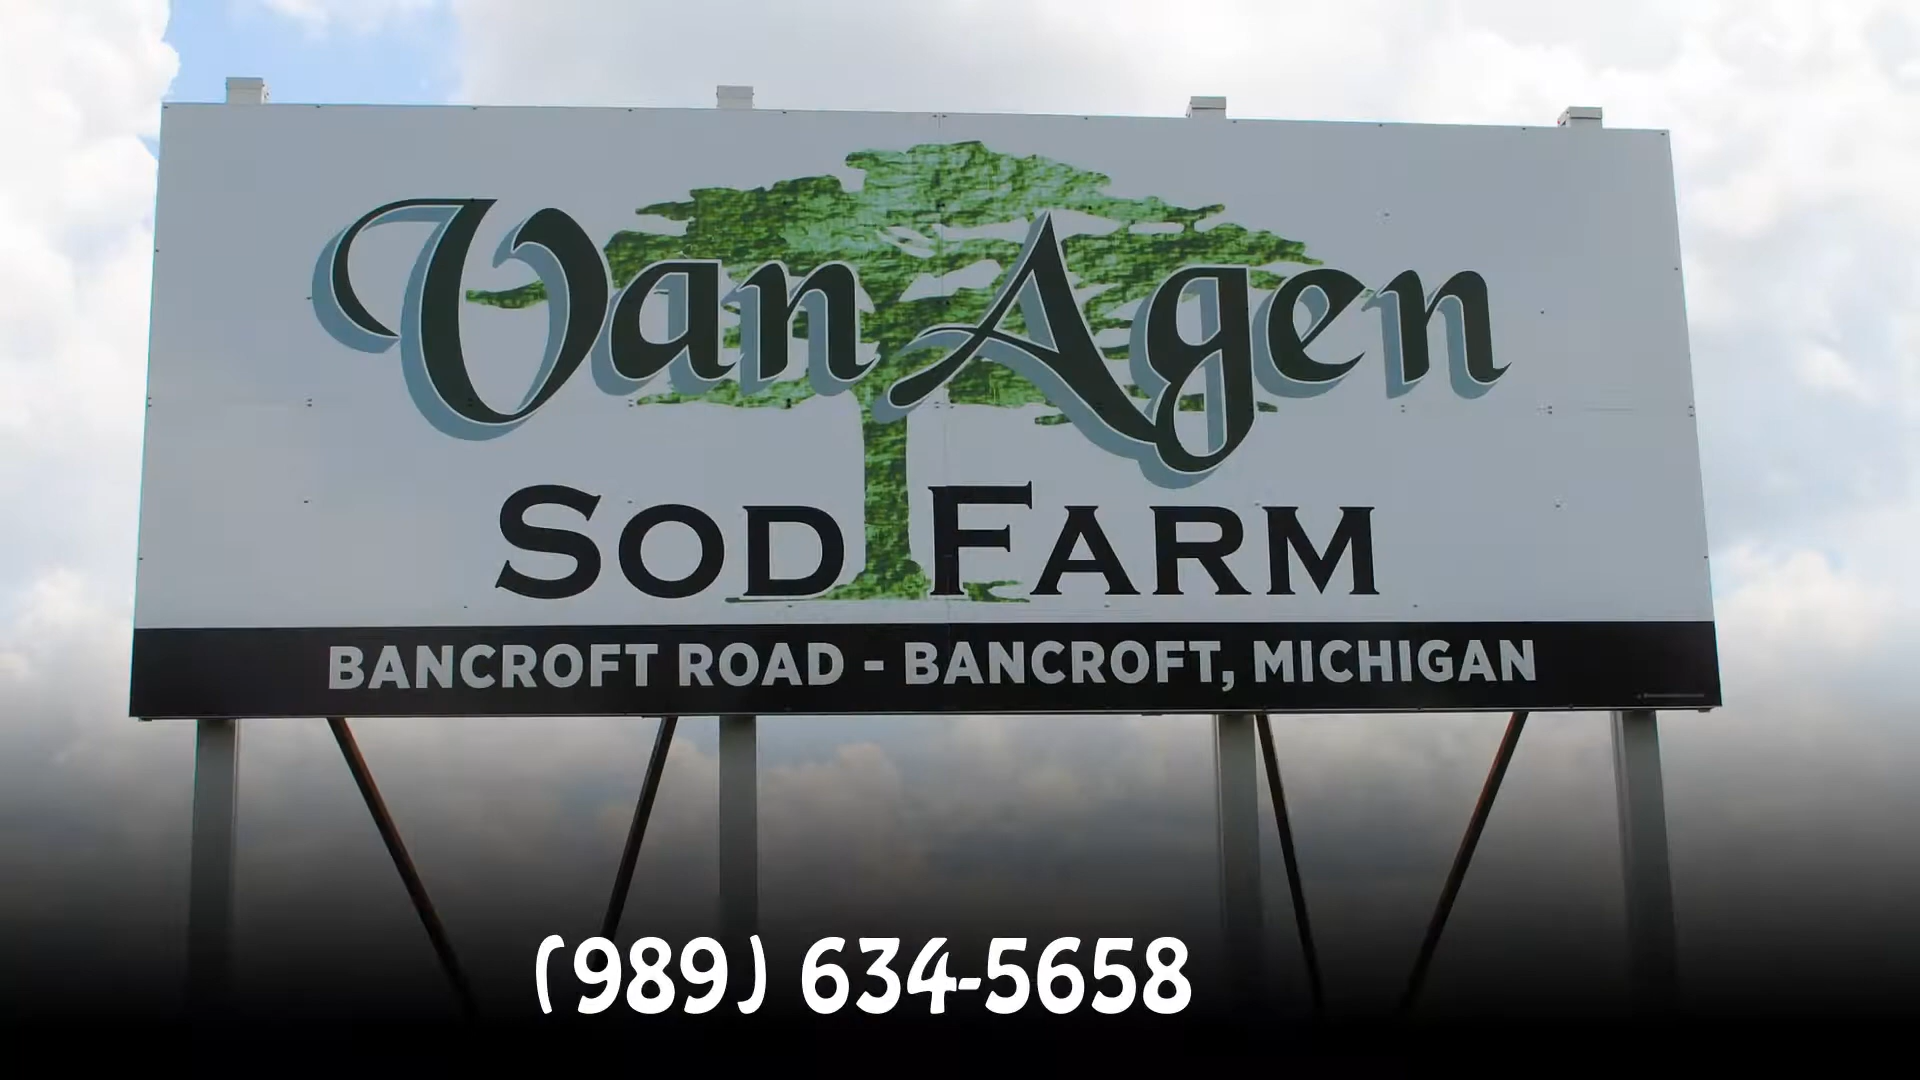 Van Agen
SOD FARM
BANCROFT ROAD - BANCROFT, MICHIGAN
(989) 634-5658